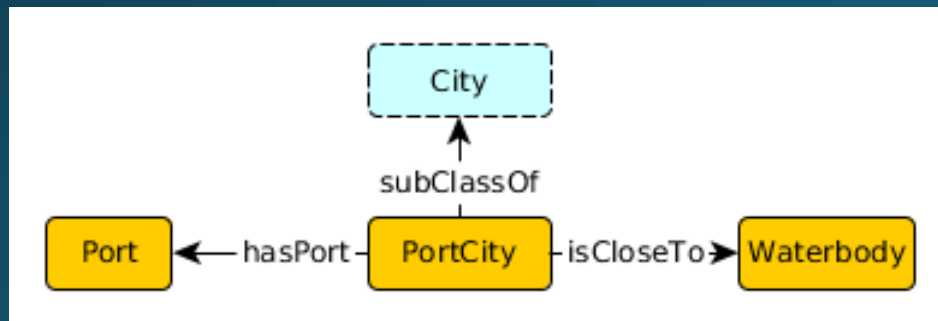 City
subClassOf
Port
hasPort
PortCity
isCloseTo
Waterbody